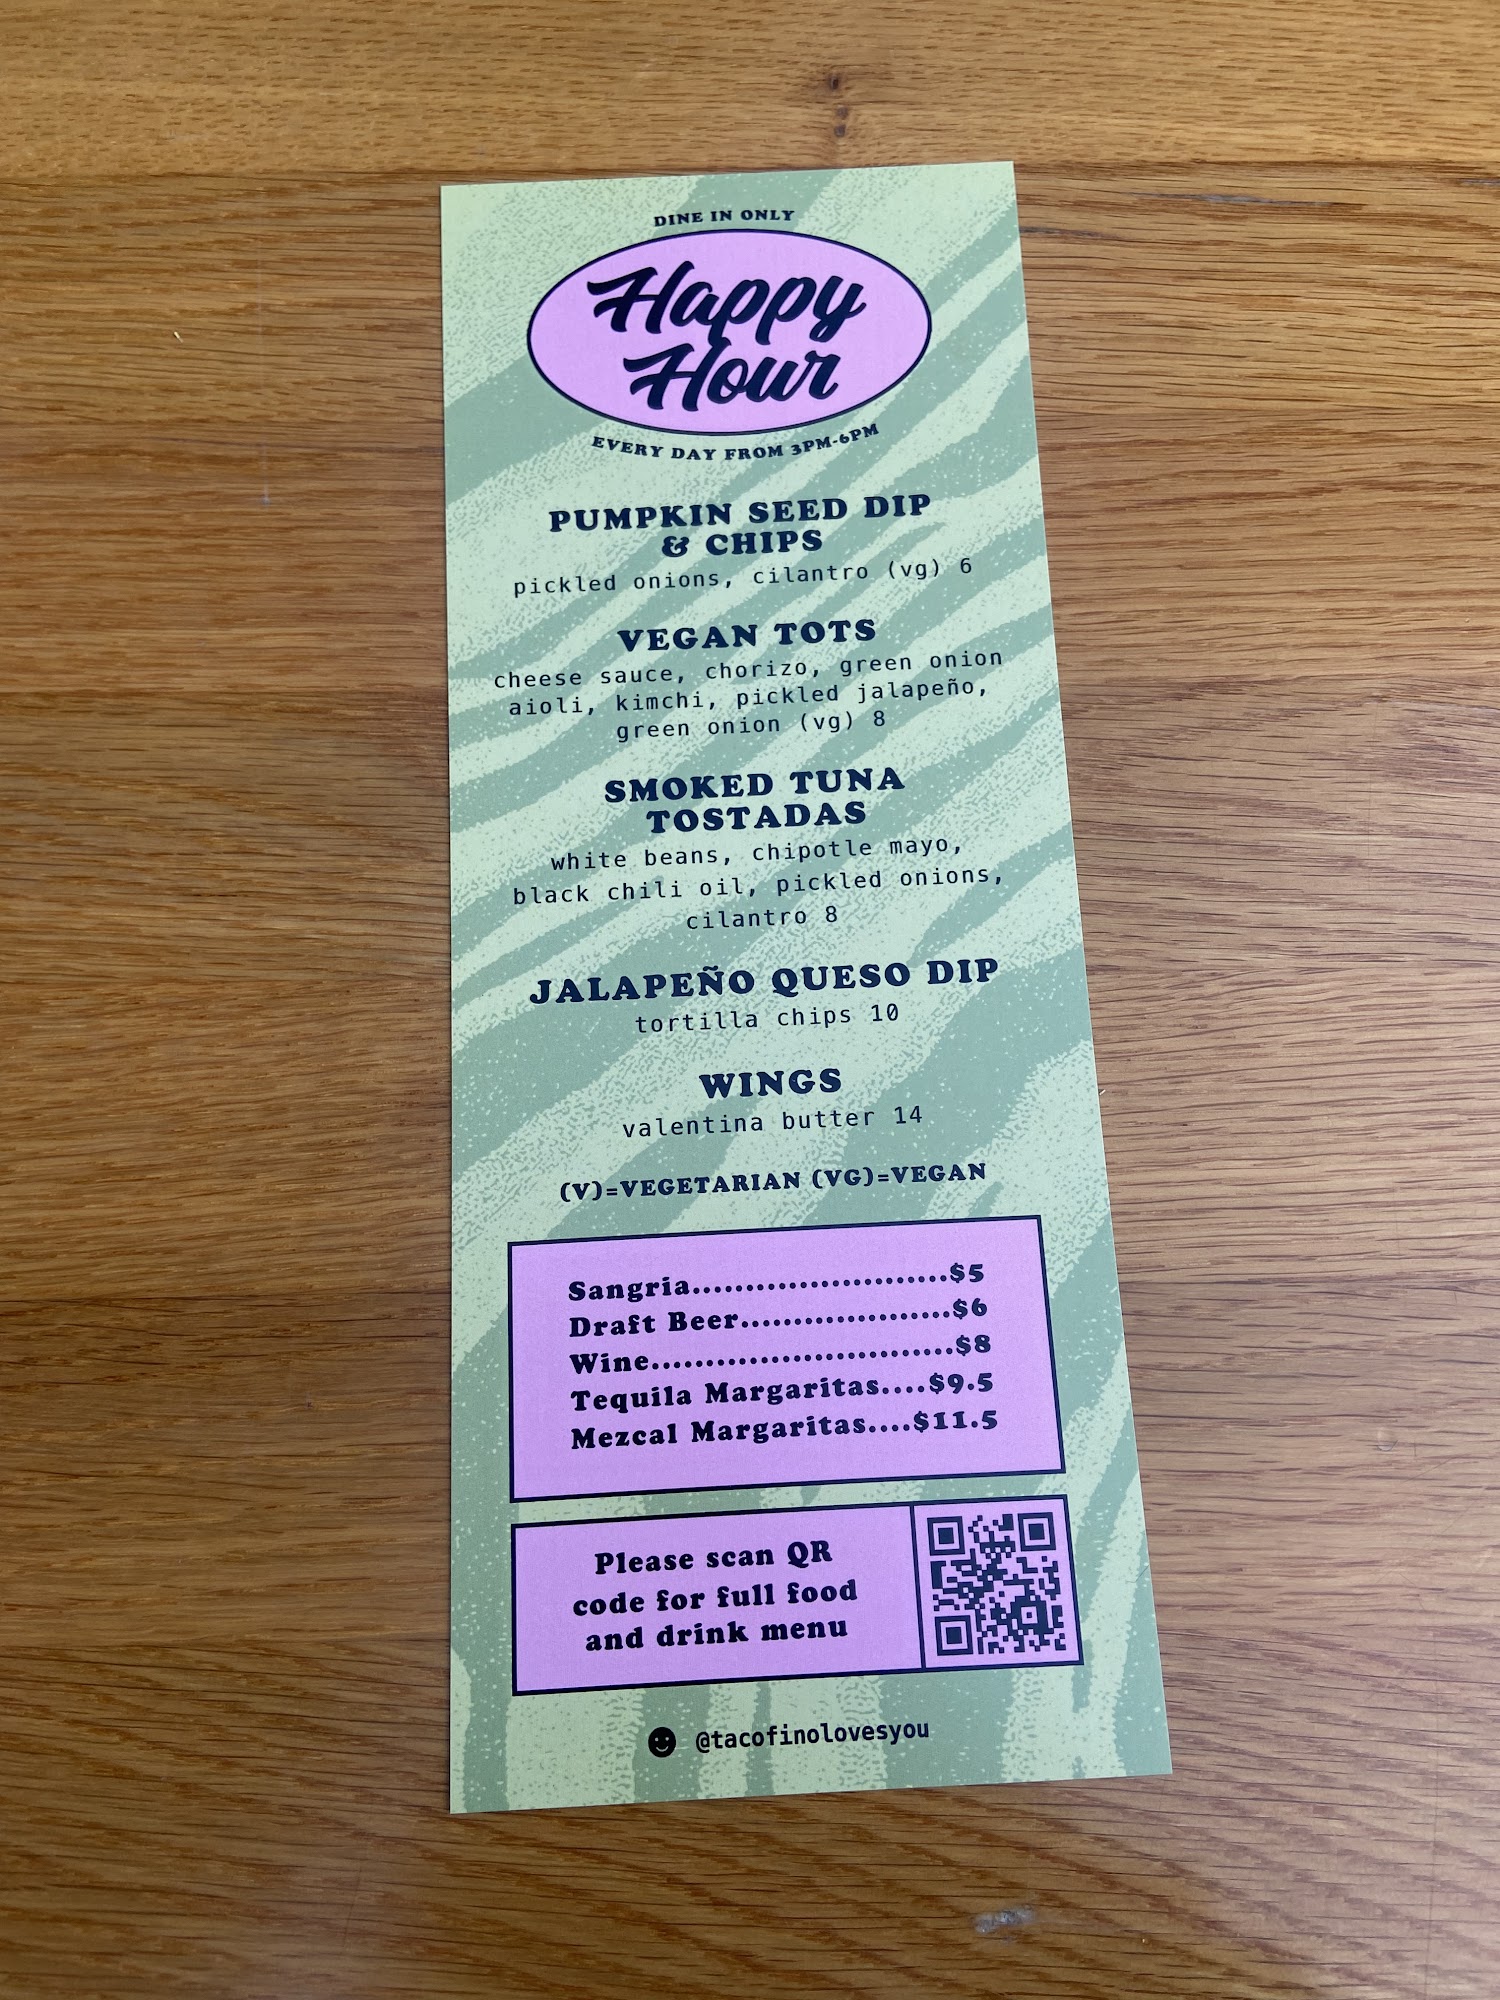 DINE IN ONLY
Happy
Hour
EVERY DAY FROM 3PM-6PM
PUMPKIN SEED DIP
& CHIPS
pickled onions, cilantro (vg) 6
VEGAN TOTS
cheese sauce, chorizo, green onion
aioli, kimchi, pickled jalapeño,
green onion (vg) 8
SMOKED TUNA
TOSTADAS
white beans, chipotle mayo,
black chili oil, pickled onions,
cilantro 8
JALAPEÑO QUESO DIP
tortilla chips 10
WINGS
valentina butter 14
(V)=VEGETARIAN (VG)=VEGAN
Sangria........................$5
Draft Beer....................$6
Wine............................$8
Tequila Margaritas....$9.5
Mezcal Margaritas....$11.5
Please scan QR
code for full food
and drink menu
@tacofinolovesyou